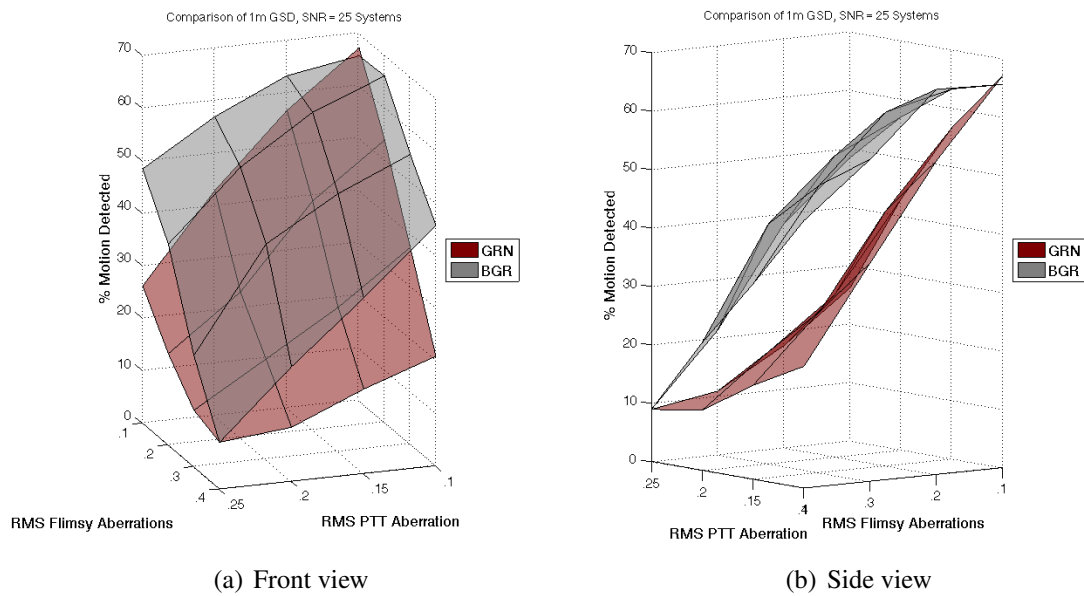 Comparison of 1m GSD, SNR = 25 Systems
70
60
50
40
30
20
10
0
% Motion Detected
.1
.2
.3
.4
RMS Flimsy Aberrations
.25
.2
.15
.1
RMS PTT Aberration
GRN
BGR
(a) Front view
Comparison of 1m GSD, SNR = 25 Systems
70
60
50
40
30
20
10
0
% Motion Detected
.25
.2
.15
.1
RMS PTT Aberration
.4
.3
.2
.1
RMS Flimsy Aberrations
GRN
BGR
(b) Side view